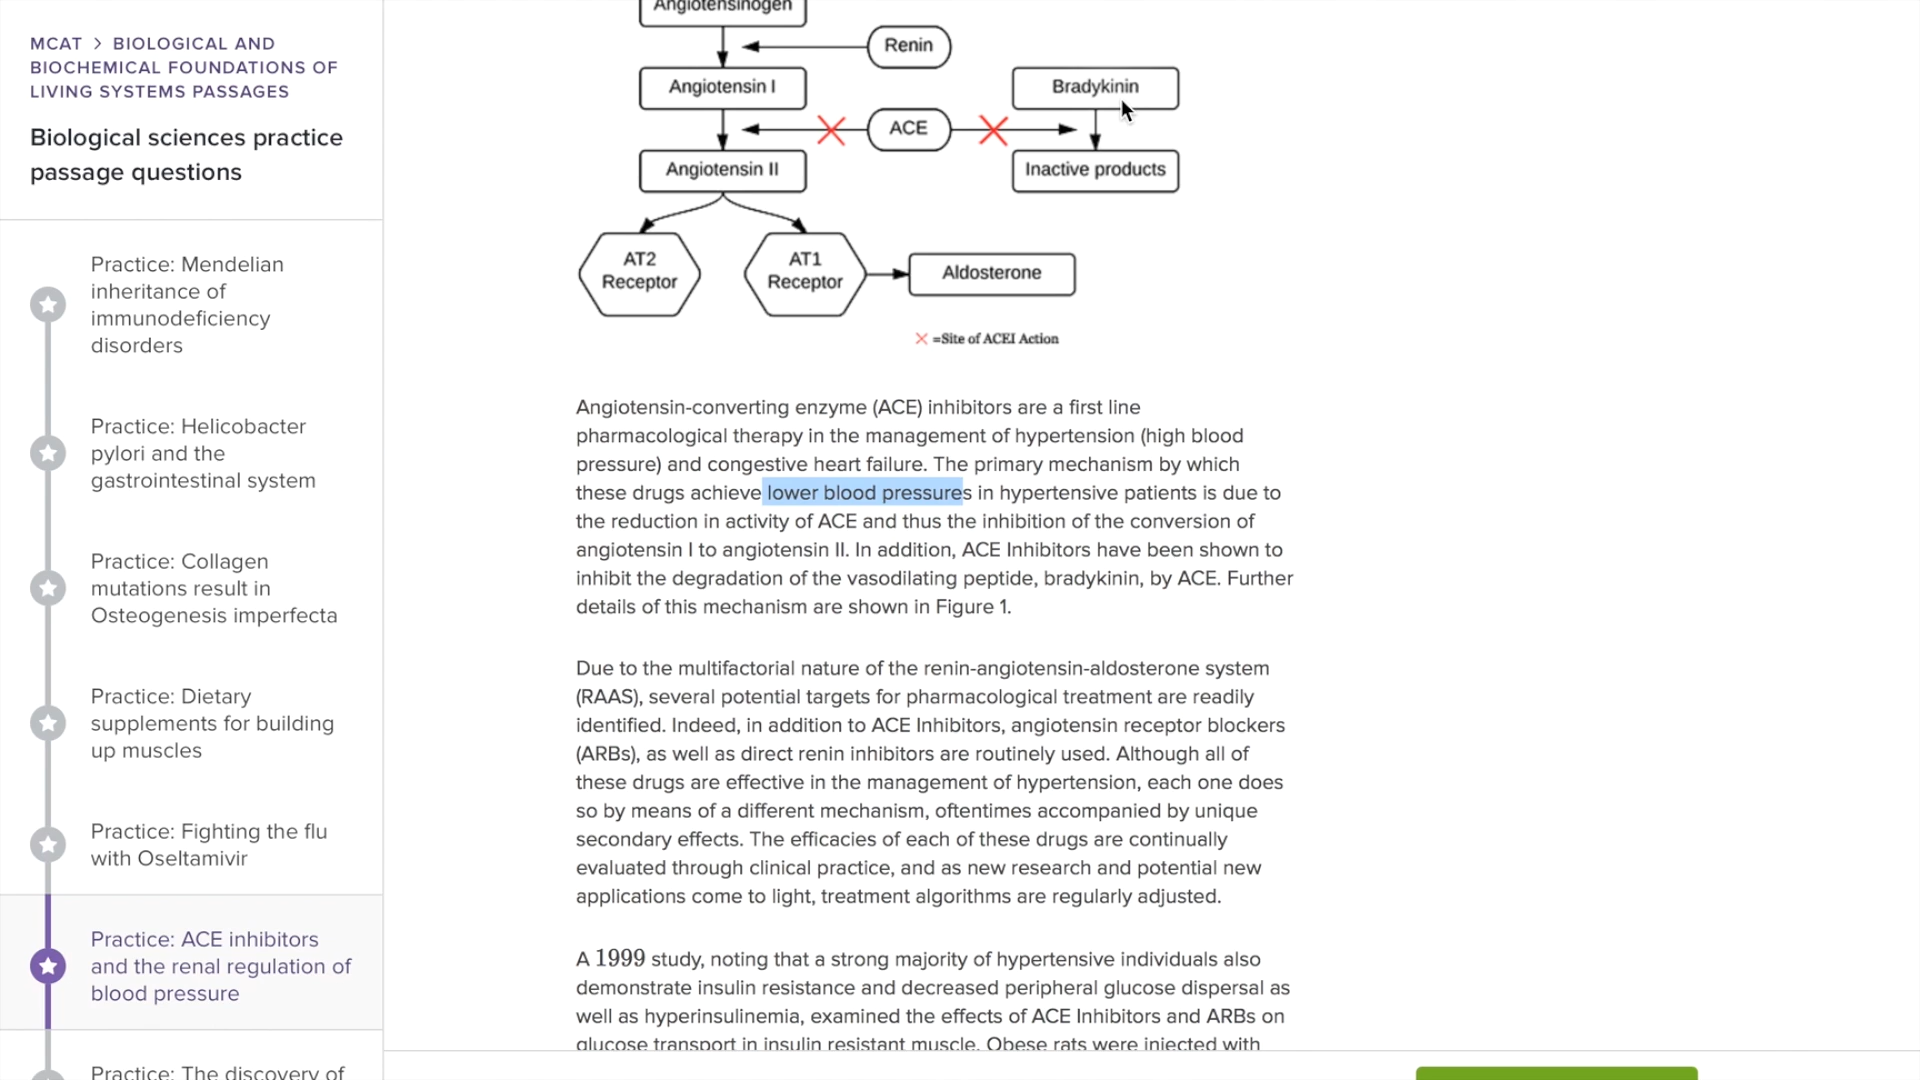 MCAT > BIOLOGICAL AND
BIOCHEMICAL FOUNDATIONS OF
LIVING SYSTEMS PASSAGES
Biological sciences practice
passage questions
Practice: Mendelian
inheritance of
immunodeficiency
disorders
Practice: Helicobacter
pylori and the
gastrointestinal system
Practice: Collagen
mutations result in
Osteogenesis imperfecta
Practice: Dietary
supplements for building
up muscles
Practice: Fighting the flu
with Oseltamivir
Practice: ACE inhibitors
and the renal regulation of
blood pressure
Practice: The discovery of
Angiotensinogen
Renin
Angiotensin I
Bradykinin
ACE
Angiotensin II
Inactive products
AT2
Receptor
AT1
Receptor
Aldosterone
=Site of ACEI Action
Angiotensin-converting enzyme (ACE) inhibitors are a first line
pharmacological therapy in the management of hypertension (high blood
pressure) and congestive heart failure. The primary mechanism by which
these drugs achieve lower blood pressures in hypertensive patients is due to
the reduction in activity of ACE and thus the inhibition of the conversion of
angiotensin I to angiotensin II. In addition, ACE Inhibitors have been shown to
inhibit the degradation of the vasodilating peptide, bradykinin, by ACE. Further
details of this mechanism are shown in Figure 1.
Due to the multifactorial nature of the renin-angiotensin-aldosterone system
(RAAS), several potential targets for pharmacological treatment are readily
identified. Indeed, in addition to ACE Inhibitors, angiotensin receptor blockers
(ARBs), as well as direct renin inhibitors are routinely used. Although all of
these drugs are effective in the management of hypertension, each one does
so by means of a different mechanism, oftentimes accompanied by unique
secondary effects. The efficacies of each of these drugs are continually
evaluated through clinical practice, and as new research and potential new
applications come to light, treatment algorithms are regularly adjusted.
A 1999 study, noting that a strong majority of hypertensive individuals also
demonstrate insulin resistance and decreased peripheral glucose dispersal as
well as hyperinsulinemia, examined the effects of ACE Inhibitors and ARBs on
glucose transport in insulin resistant muscle. Obese rats were injected with